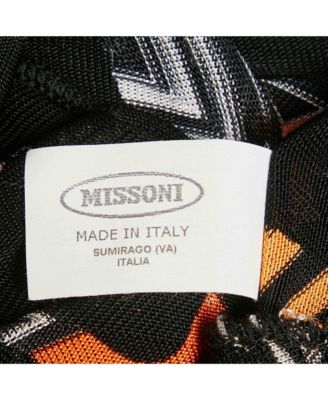 MISSONI
MADE IN ITALY
SUMIRAGO (VA)
ITALIA